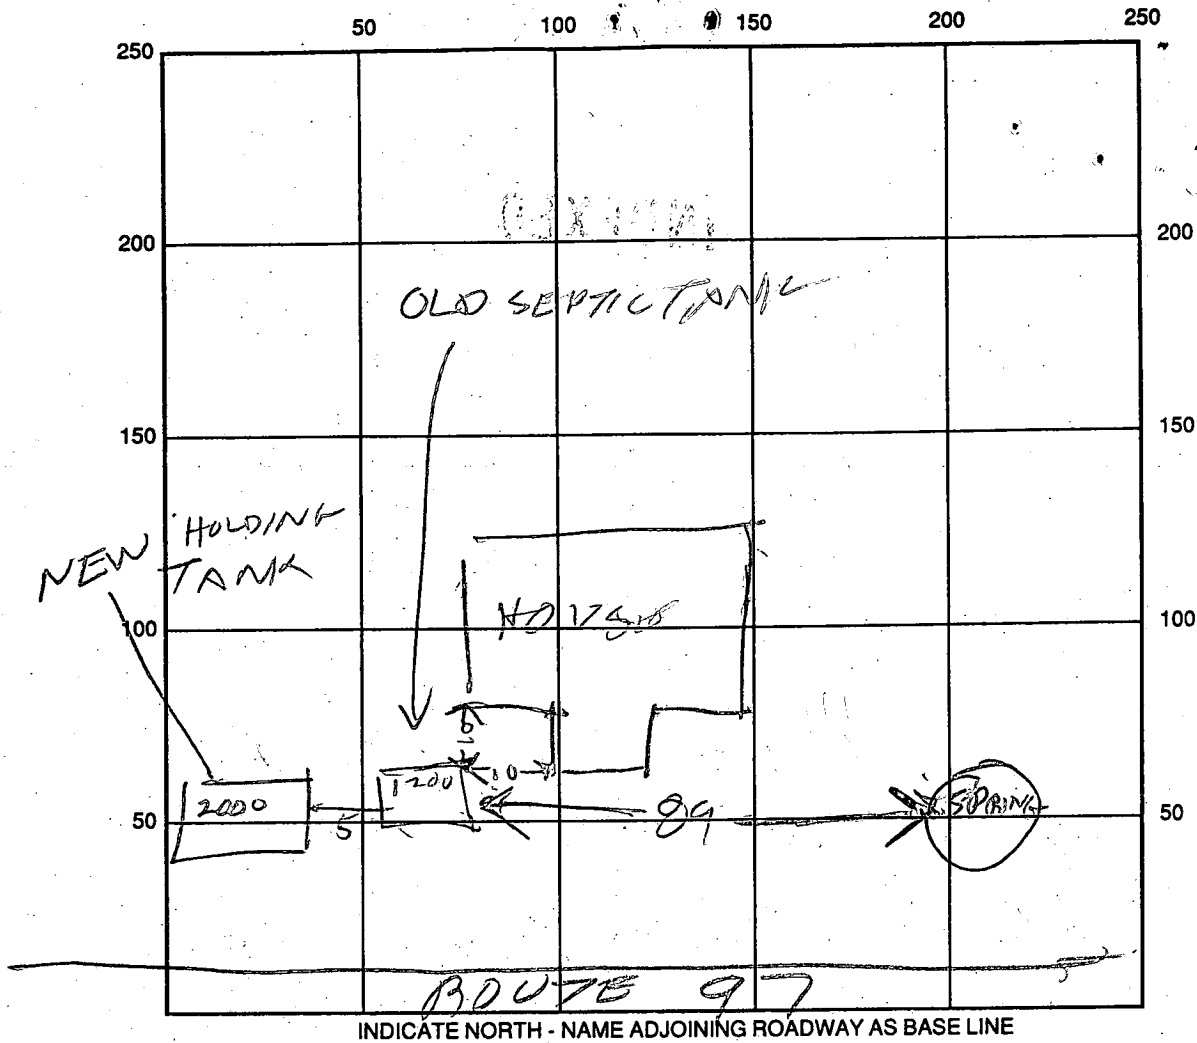 50 100 150 200 250
250
200 200
OLD SEPTIC TANK
150 150
NEW HOLDING
TANK
HOUSE
100 100
10
1200
2000
5
89
SPRING
50 50
ROUTE 97
INDICATE NORTH - NAME ADJOINING ROADWAY AS BASE LINE